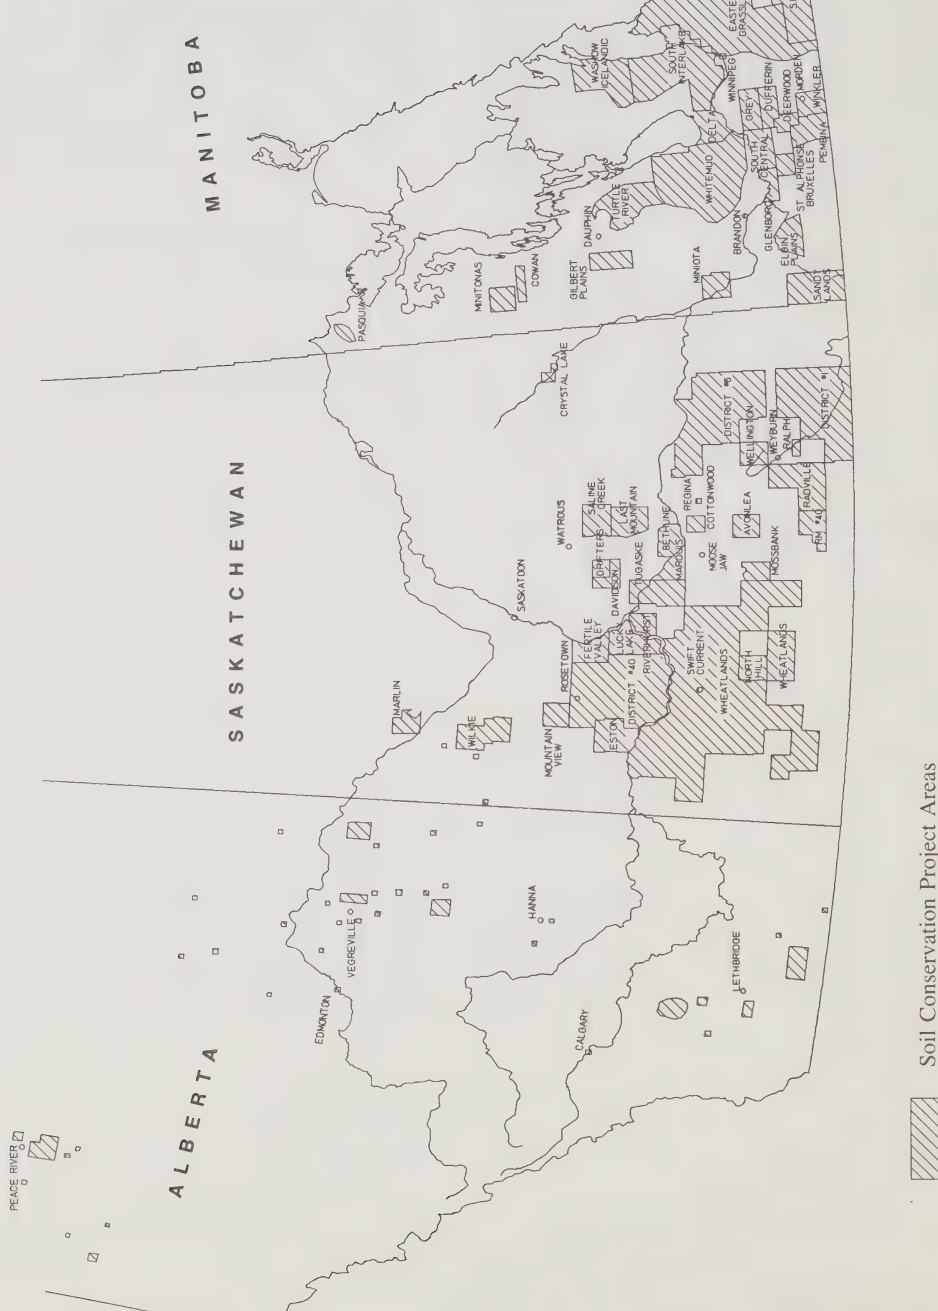 MANITOBA
SASKATCHEWAN
ALBERTA
PEACE RIVER
EDMONTON
VEGREVILLE
HANNA
CALGARY
LETHBRIDGE
MARLIN
WILKIE
SASKATOON
MOUNTAIN
VIEW
ROSETOWN
ESTON
DISTRICT #40
FERTILE
VALLEY
LUCKY
LAKE
RIVERHURST
DAVIDSON
DRIFTERS
WATROUS
SALINE
CREEK
LAST
MOUNTAIN
TUGASKE
BETHUNE
MARQUIS
REGINA
COTTONWOOD
MOOSE
JAW
AVONLEA
MOSSBANK
SWIFT
CURRENT
WHEATLANDS
NORTH
HILL
WHEATLANDS
RM #40
RADVILLE
WELLINGTON
WEYBURN
RALPH
DISTRICT #6
DISTRICT #1
CRYSTAL LAKE
PASQUIA
MINITONAS
COWAN
GILBERT
PLAINS
DAUPHIN
TURTLE
RIVER
MINIOTA
BRANDON
WHITEMUD
DELTA
WASHOW
ICELANDIC
SOUTH
INTERLAKE
WINNIPEG
GREY
DUFFERIN
DEERWOOD
MORDEN
WINKLER
PEMBINA
SOUTH
CENTRAL
ST. ALPHONSE
BRUXELLES
GLENBORO
ELGIN
PLAINS
SANDY
LANDS
Soil Conservation Project Areas